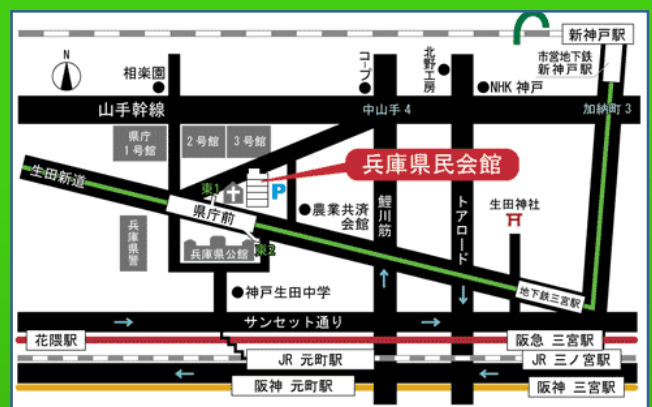 新神戸駅
N
相楽園
コープ
北野工房
NHK 神戸
市営地下鉄
新神戸駅
山手幹線
中山手 4
加納町 3
県庁
1 号館
2 号館
3 号館
兵庫県民会館
生田新道
東1
P
県庁前
農業共済
会館
鯉川筋
トアロード
生田神社
兵庫県警
兵庫県公館
東2
神戸生田中学
地下鉄三宮駅
サンセット通り
花隈駅
阪急 三宮駅
JR 元町駅
JR 三ノ宮駅
阪神 元町駅
阪神 三宮駅